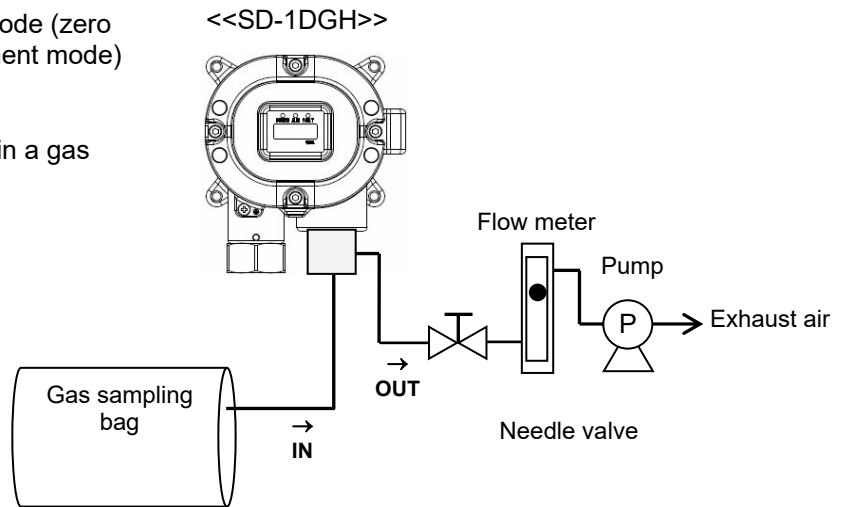 ode (zero
ent mode)
<<SD-1DGH>>
in a gas
Flow meter
Pump
P
Exhaust air
→
OUT
Gas sampling
bag
→
IN
Needle valve